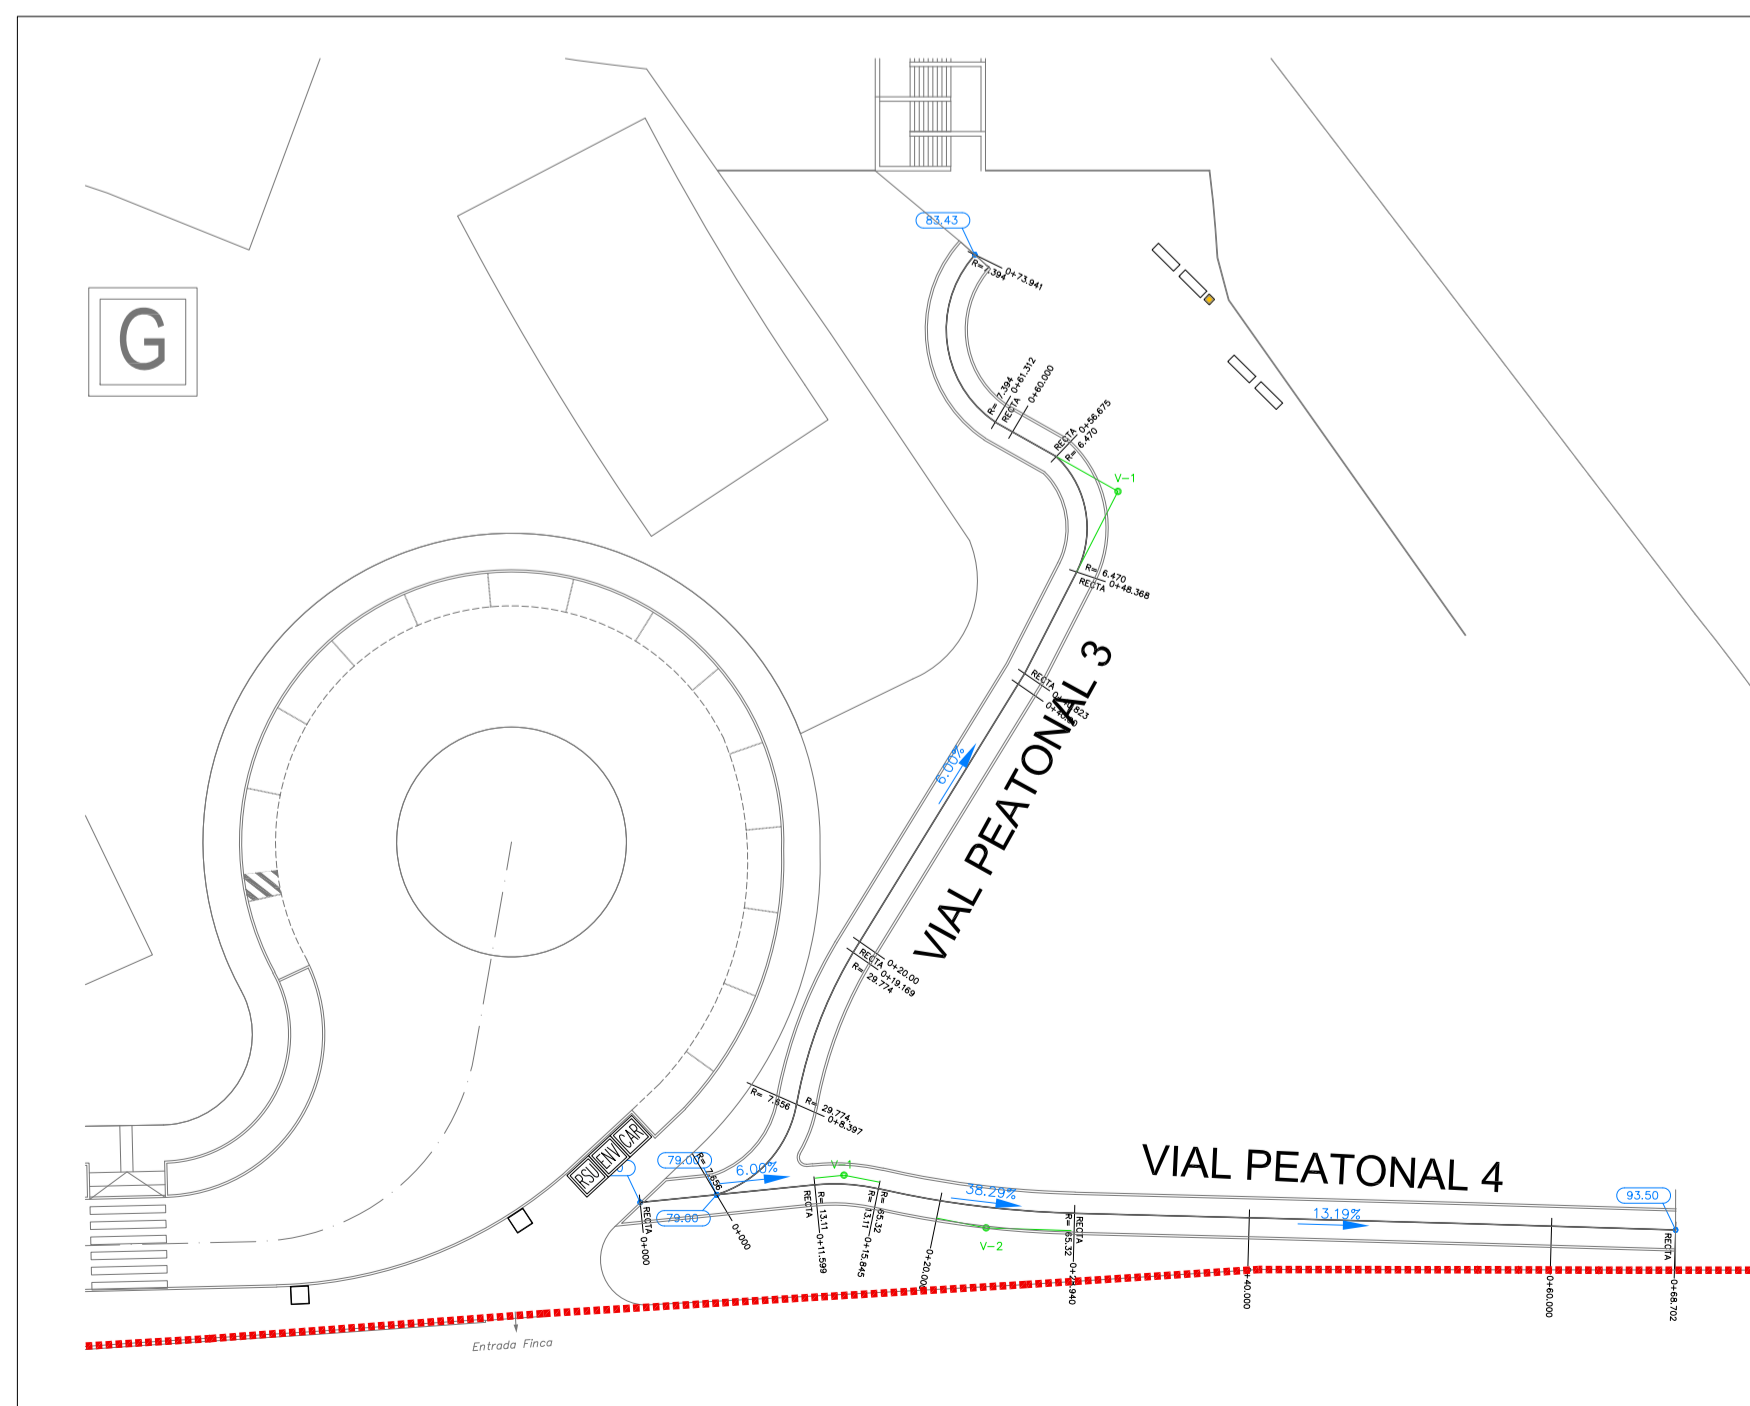 83.43
R=7.394
0+73.941
G
R= 7.394
0+61.312
RECTA
0+60.000
RECTA
0+56.675
R= 6.470
V-1
R= 6.470
RECTA
0+48.368
RECTA
VIAL PEATONAL 3
6.00%
RECTA
0+20.00
0+19.169
R= 29.774
R= 7.656
R= 29.774
0+8.397
RSU
ENV
CAR
79.00
R= 7.656
6.00%
V-1
VIAL PEATONAL 4
38.29%
93.50
13.19%
79.00
RECTA
0+000
0+000
RECTA
R= 13.11
0+11.599
R= 65.32
R= 13.11
0+15.845
0+20.000
V-2
RECTA
R= 65.32
0+40.000
0+60.000
RECTA
0+68.702
Entrada Finca